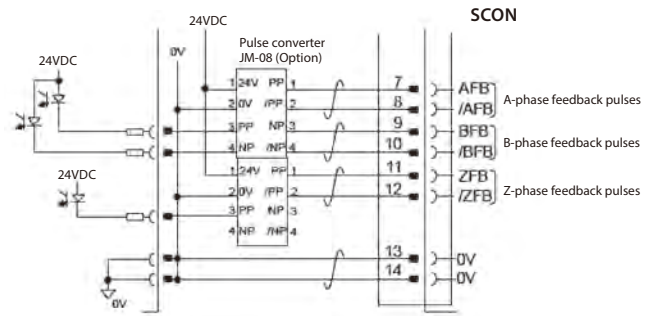 SCON
24VDC
0V
Pulse converter
JM-08 (Option)
24VDC
1 24V PP 1 7 AFB
2 0V /PP 2 8 /AFB
A-phase feedback pulses
3 PP NP 3 9 BFB
4 NP /NP 4 10 /BFB
B-phase feedback pulses
24VDC
1 24V PP 1 11 ZFB
2 0V /PP 2 12 /ZFB
Z-phase feedback pulses
3 PP NP 3
4 NP /NP 4
13 0V
14 0V
0V